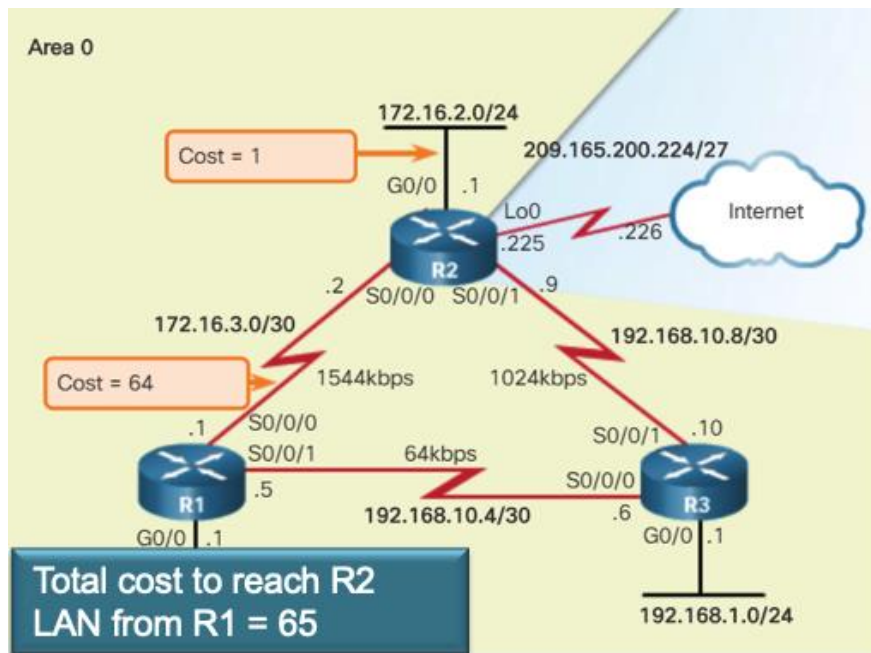 Area 0
172.16.2.0/24
Cost = 1
209.165.200.224/27
G0/0 .1
Lo0
Internet
.225 .226
R2
.2 S0/0/0 S0/0/1 .9
172.16.3.0/30
192.168.10.8/30
Cost = 64
1544kbps 1024kbps
.1 S0/0/0
S0/0/1 .10
S0/0/1 64kbps
S0/0/0
R1 .5 R3
192.168.10.4/30 .6
G0/0 .1 G0/0 .1
Total cost to reach R2
LAN from R1 = 65
192.168.1.0/24